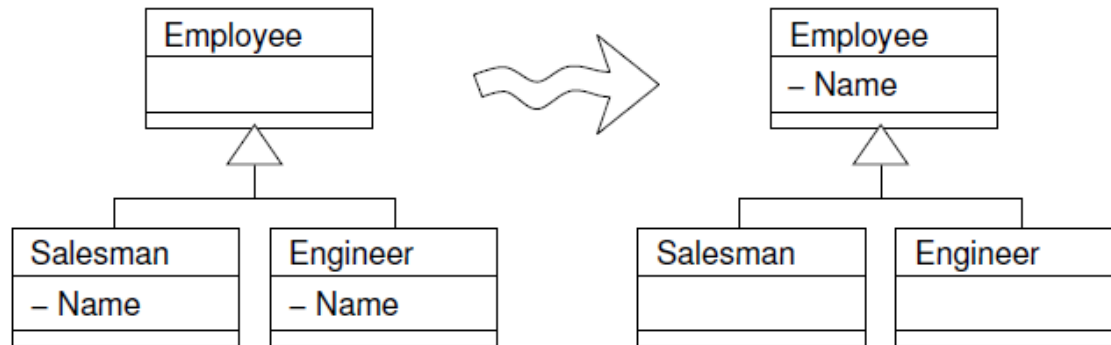 Employee
Salesman
– Name
Engineer
– Name
Employee
– Name
Salesman
Engineer